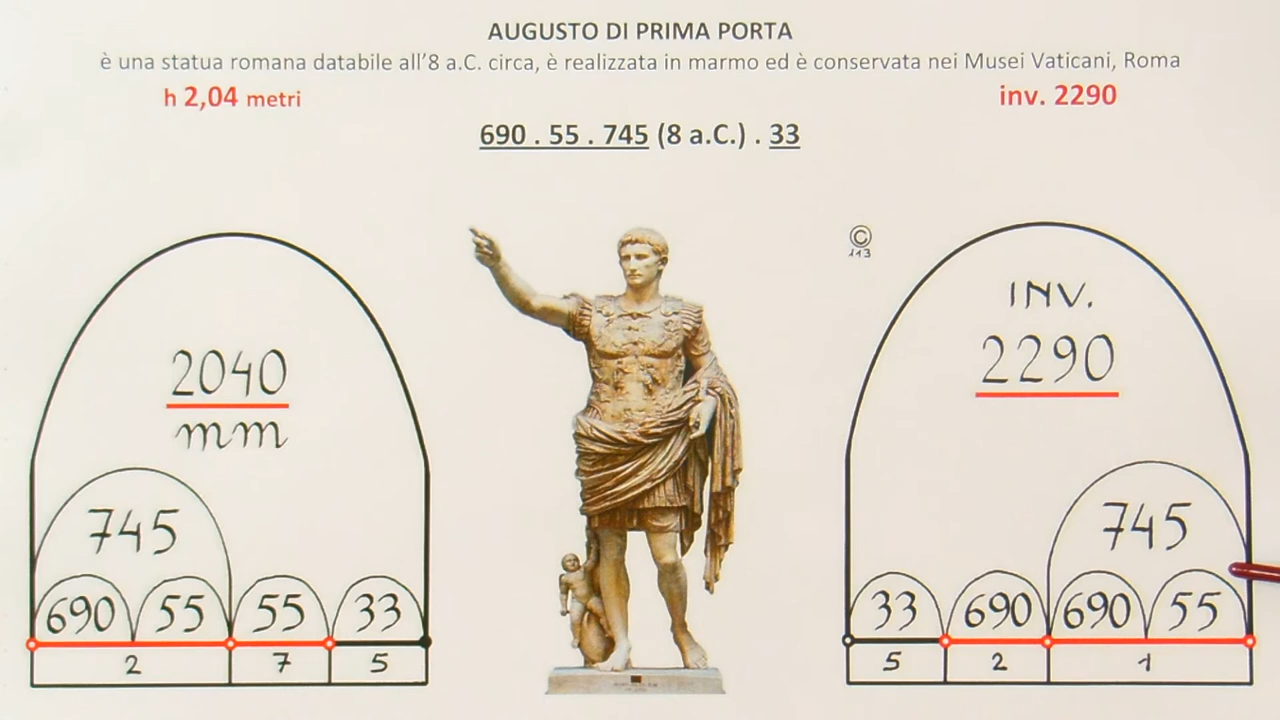 AUGUSTO DI PRIMA PORTA
è una statua romana databile all'8 a.C. circa, è realizzata in marmo ed è conservata nei Musei Vaticani, Roma
h 2,04 metri
inv. 2290
690 . 55 . 745 (8 a.C.) . 33
2040
mm
745
690 55 55 33
2 7 5
©
113
INV.
2290
745
33 690 690 55
5 2 1